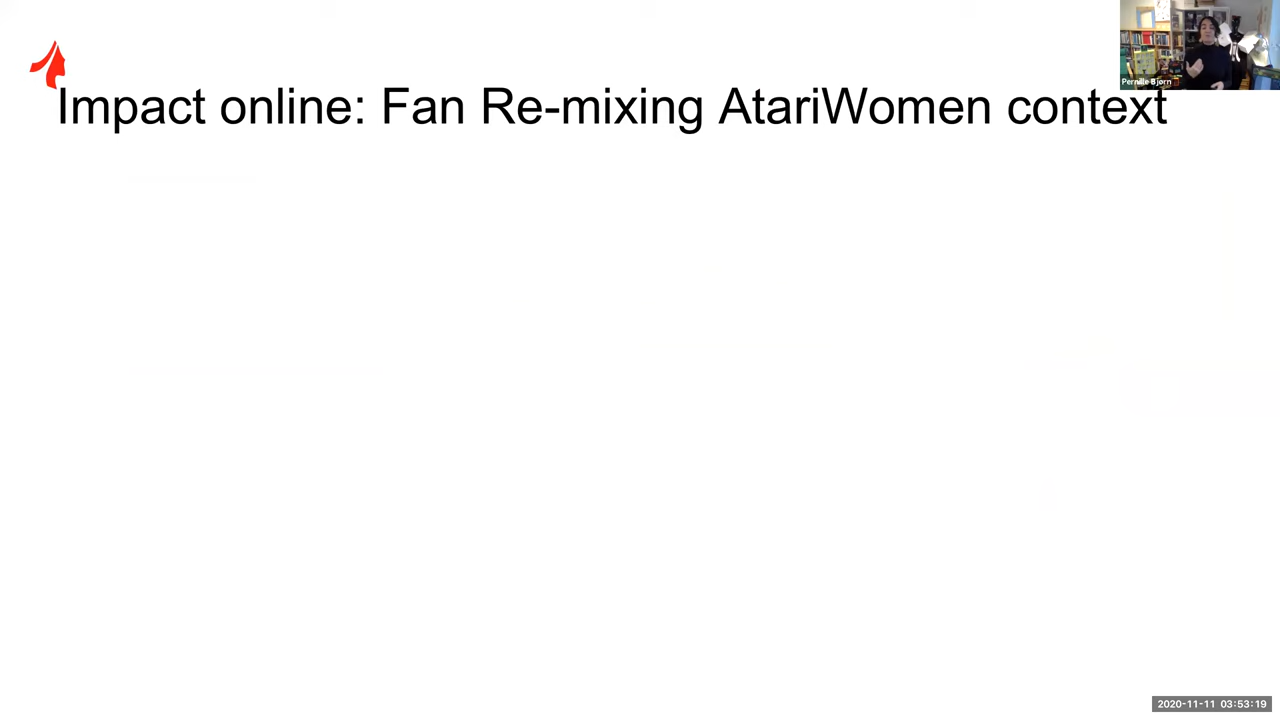 Pernille Bjørn
Impact online: Fan Re-mixing AtariWomen context
2020-11-11 03:53:19